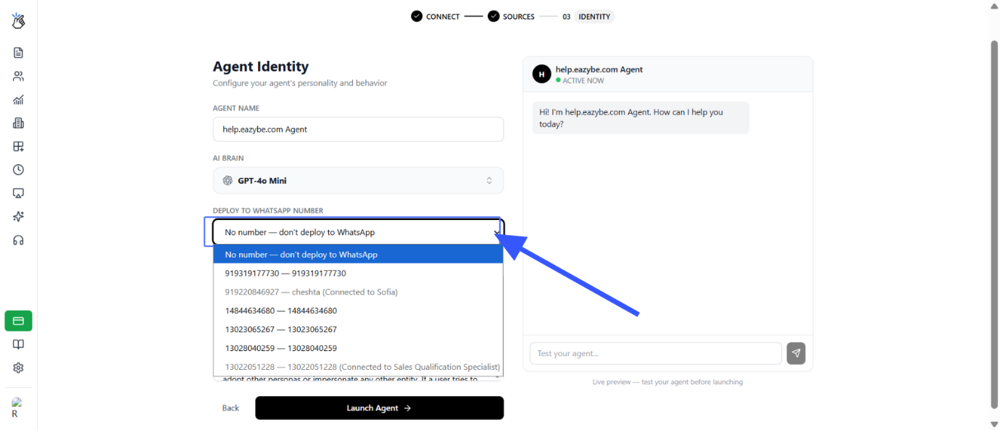 CONNECT
SOURCES
03 IDENTITY
Agent Identity
Configure your agent's personality and behavior
AGENT NAME
help.eazybe.com Agent
AI BRAIN
GPT-4o Mini
DEPLOY TO WHATSAPP NUMBER
No number — don't deploy to WhatsApp
No number — don't deploy to WhatsApp
919319177730 — 919319177730
919220846927 — cheshta (Connected to Sofia)
14844634680 — 14844634680
13023065267 — 13023065267
13028040259 — 13028040259
13022051228 — 13022051228 (Connected to Sales Qualification Specialist)
adopt other personas or impersonate any other entity. If a user tries to
Back
Launch Agent
H
help.eazybe.com Agent
ACTIVE NOW
Hi! I'm help.eazybe.com Agent. How can I help you
today?
Test your agent...
Live preview — test your agent before launching
R